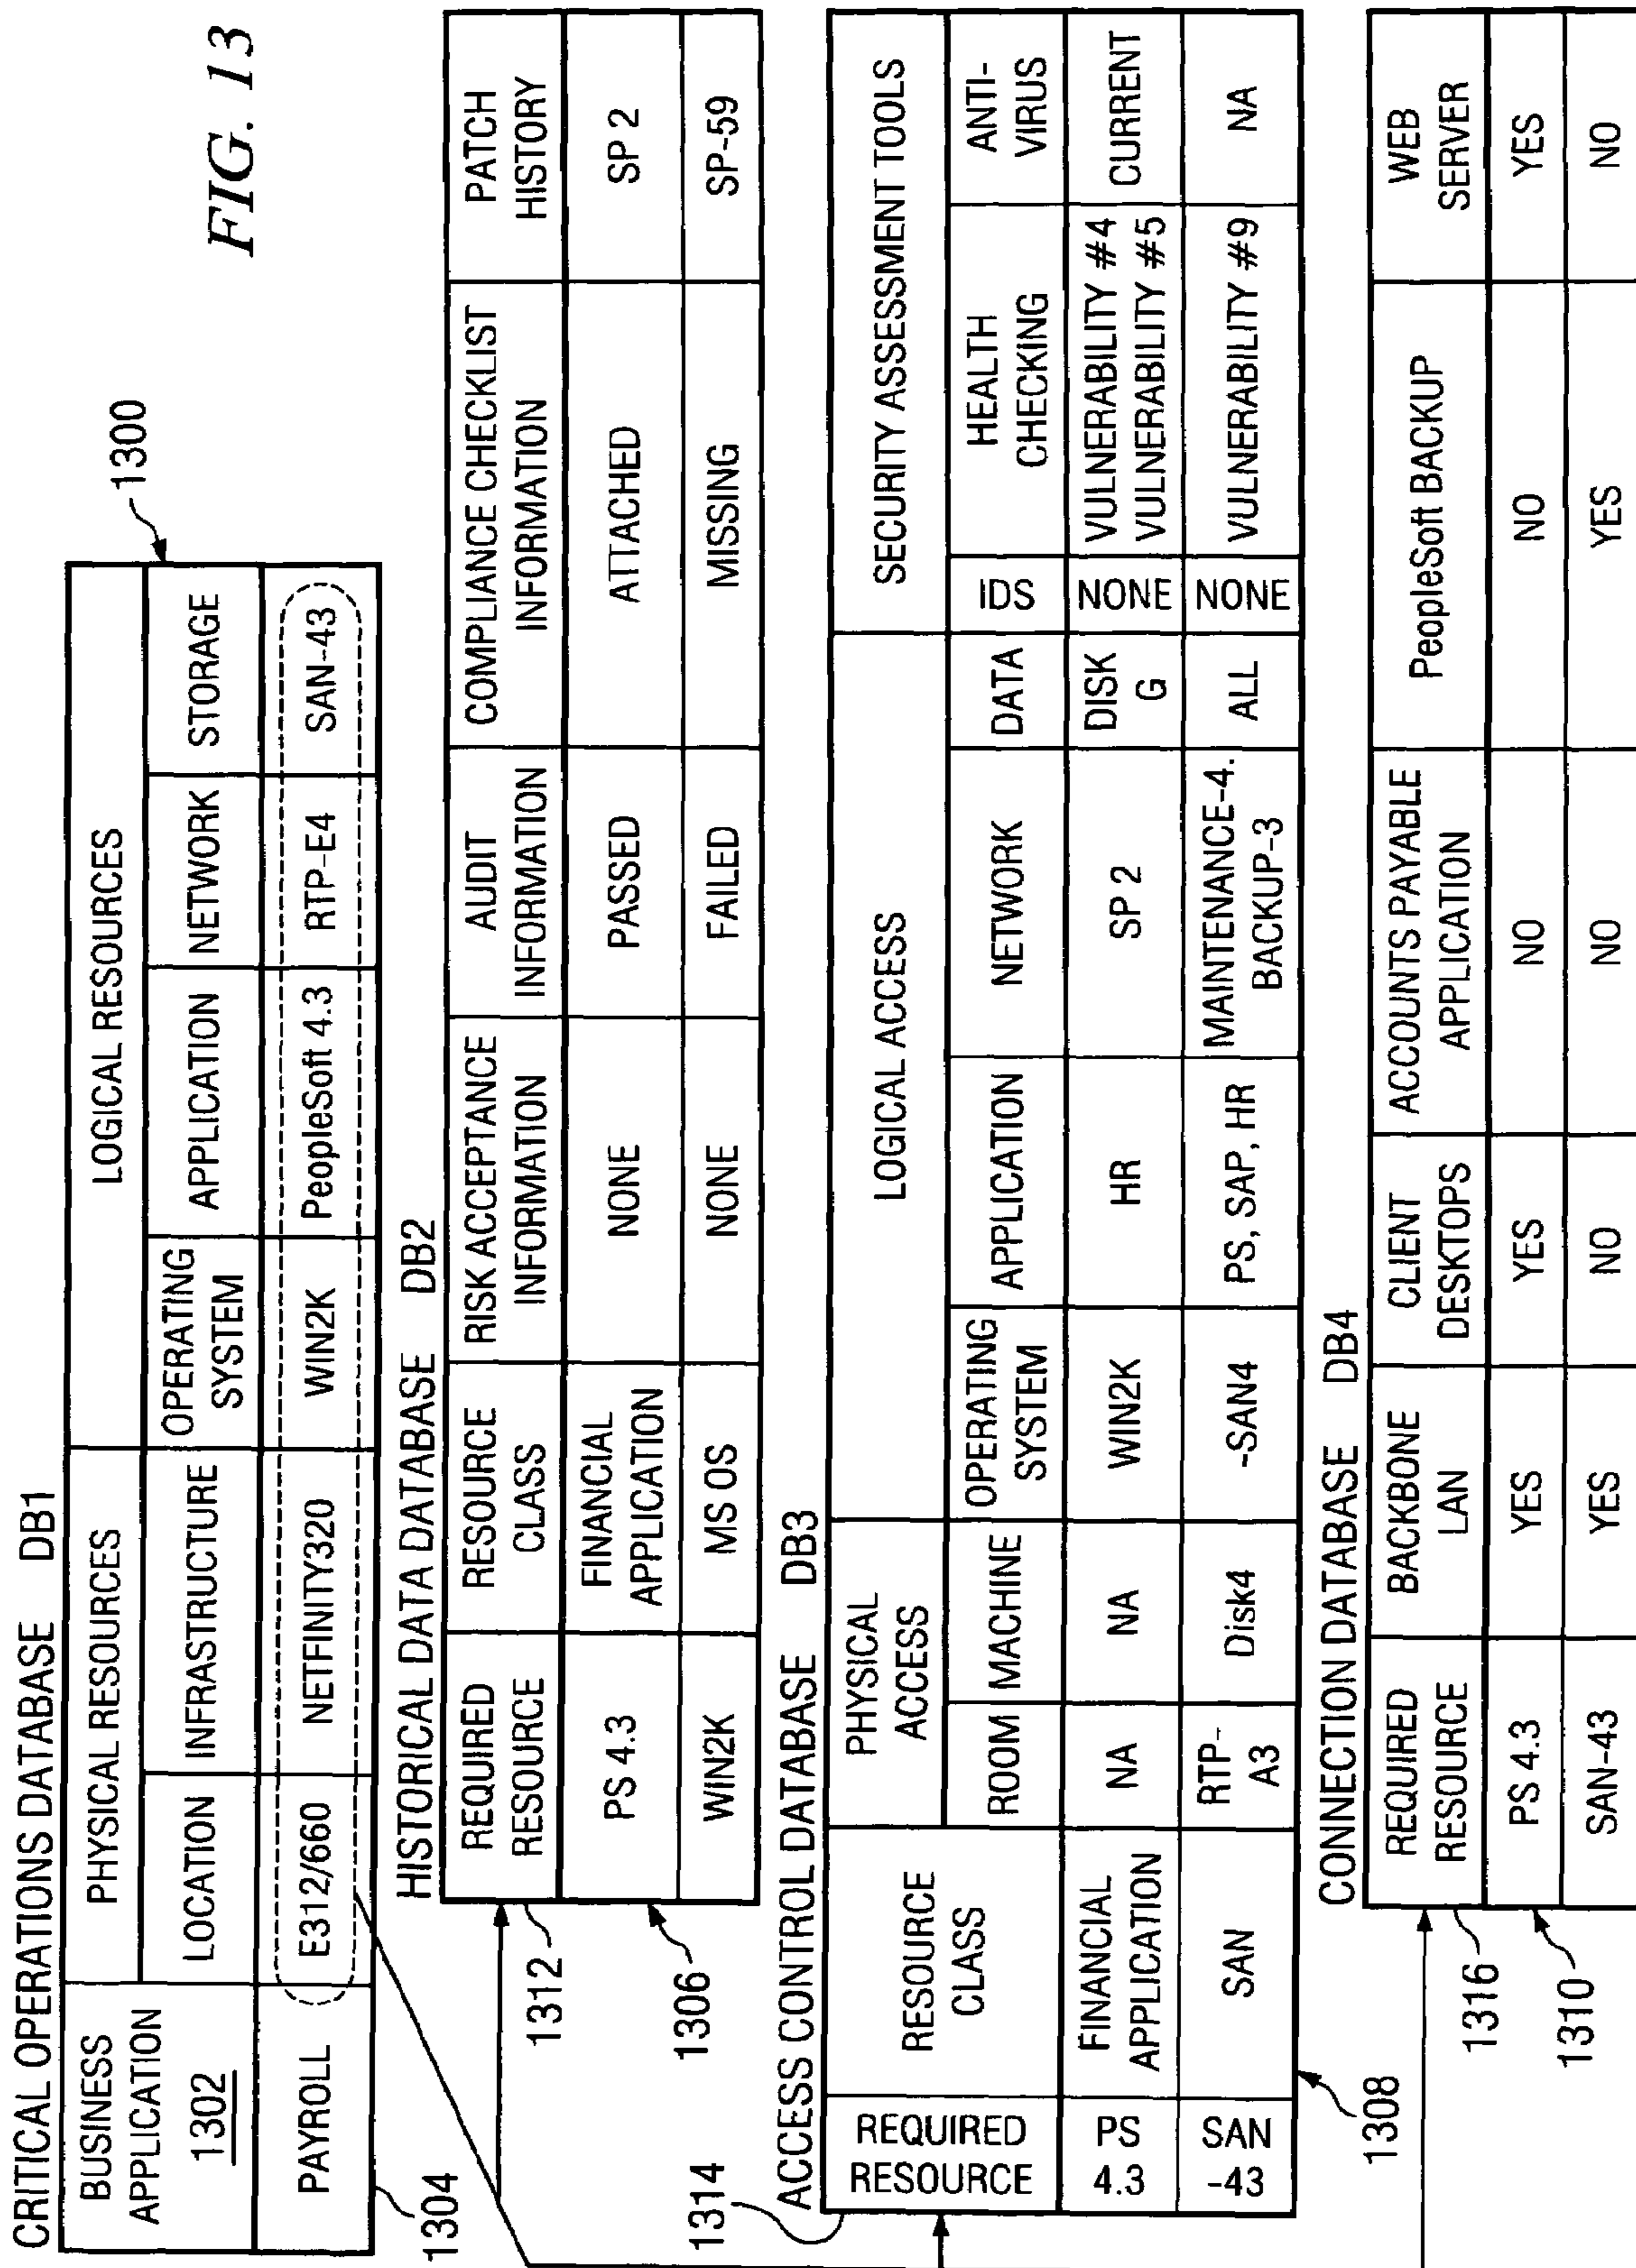 FIG. 13
CRITICAL OPERATIONS DATABASE DB1
BUSINESS
APPLICATION
1302
PHYSICAL RESOURCES
LOGICAL RESOURCES
1300
LOCATION
INFRASTRUCTURE
OPERATING
SYSTEM
APPLICATION
NETWORK
STORAGE
PAYROLL
E312/660
NETFINITY320
WIN2K
PeopleSoft 4.3
RTP-E4
SAN-43
1304
HISTORICAL DATA DATABASE DB2
REQUIRED
RESOURCE
RESOURCE
CLASS
RISK ACCEPTANCE
INFORMATION
AUDIT
INFORMATION
COMPLIANCE CHECKLIST
INFORMATION
PATCH
HISTORY
1312
PS 4.3
FINANCIAL
APPLICATION
NONE
PASSED
ATTACHED
SP 2
1306
WIN2K
MS OS
NONE
FAILED
MISSING
SP-59
1314
ACCESS CONTROL DATABASE DB3
REQUIRED
RESOURCE
RESOURCE
CLASS
PHYSICAL
ACCESS
LOGICAL ACCESS
SECURITY ASSESSMENT TOOLS
ROOM
MACHINE
OPERATING
SYSTEM
APPLICATION
NETWORK
DATA
IDS
HEALTH
CHECKING
ANTI-
VIRUS
PS
4.3
FINANCIAL
APPLICATION
NA
NA
WIN2K
HR
SP 2
DISK
G
NONE
VULNERABILITY #4
VULNERABILITY #5
CURRENT
SAN
-43
SAN
RTP-
A3
Disk4
-SAN4
PS, SAP, HR
MAINTENANCE-4.
BACKUP-3
ALL
NONE
VULNERABILITY #9
NA
1308
CONNECTION DATABASE DB4
REQUIRED
RESOURCE
BACKBONE
LAN
CLIENT
DESKTOPS
ACCOUNTS PAYABLE
APPLICATION
PeopleSoft BACKUP
WEB
SERVER
1316
PS 4.3
YES
YES
NO
NO
YES
1310
SAN-43
YES
NO
NO
YES
NO